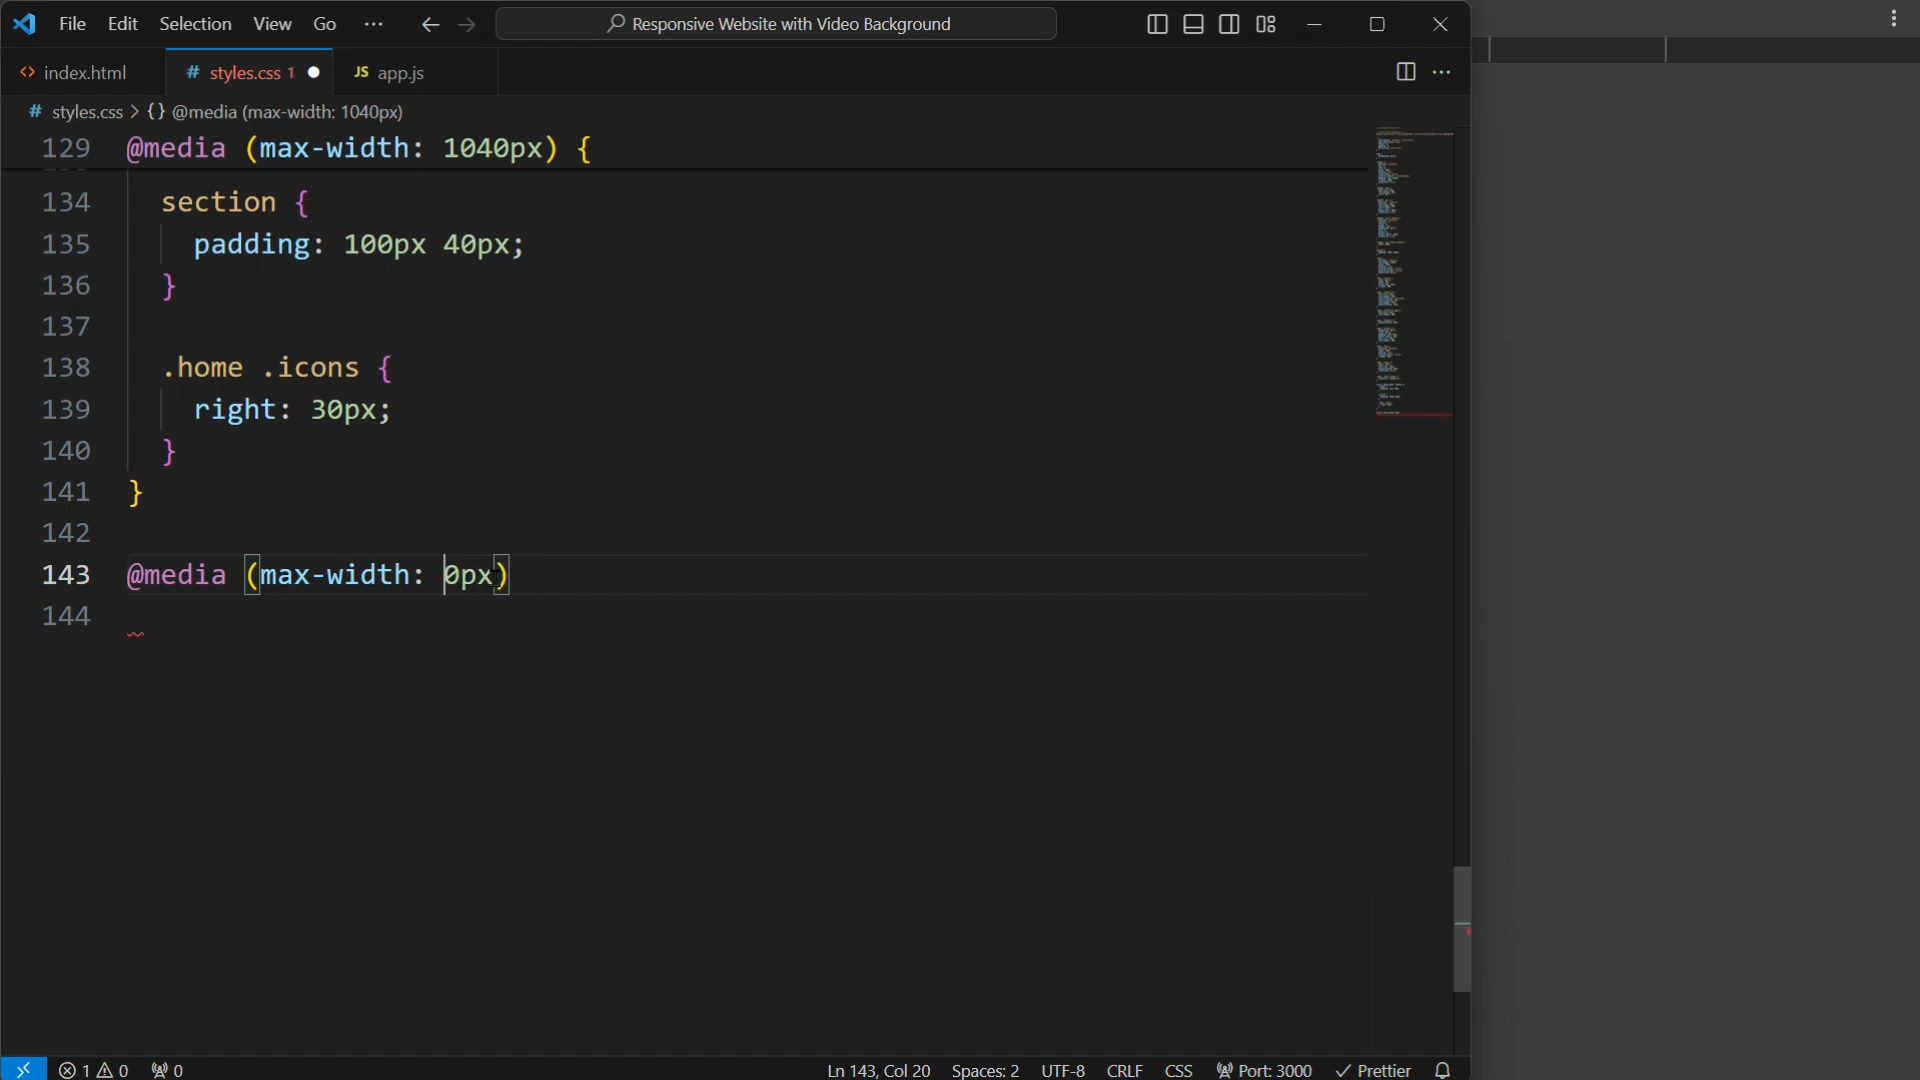 File Edit Selection View Go ··· Responsive Website with Video Background
index.html # styles.css 1 JS app.js
# styles.css > {} @media (max-width: 1040px)
129 @media (max-width: 1040px) {
134 section {
135 padding: 100px 40px;
136 }
137
138 .home .icons {
139 right: 30px;
140 }
141 }
142
143 @media (max-width: 0px)
144
1 0 0 Ln 143, Col 20 Spaces: 2 UTF-8 CRLF CSS Port: 3000 Prettier